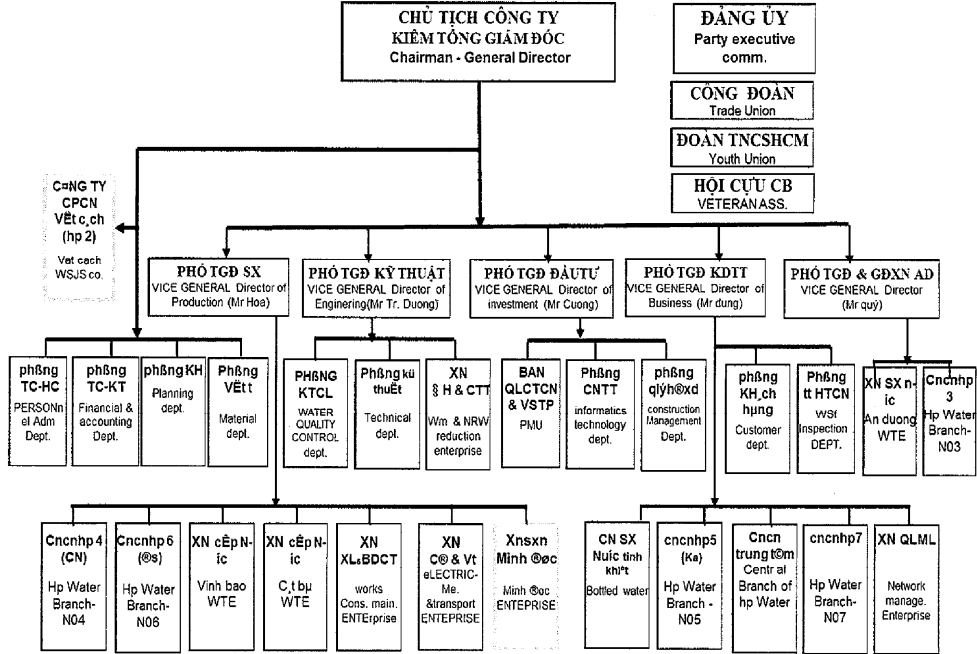 CHỦ TỊCH CÔNG TY
KIÊM TỔNG GIÁM ĐỐC
Chairman - General Director
ĐẢNG ỦY
Party executive
comm.
CÔNG ĐOÀN
Trade Union
ĐOÀN TNCSHCM
Youth Union
HỘI CỰU CB
VETERAN ASS.
C¤NG TY
CPCN
VËt c¸ch
(hp 2)
Vat cach
WSJS co.
PHÓ TGĐ SX
VICE GENERAL Director of
Production (Mr Hoa)
PHÓ TGĐ KỸ THUẬT
VICE GENERAL Director of
Enginering(Mr Tr. Duong)
PHÓ TGĐ ĐẦUTƯ
VICE GENERAL Director of
investment (Mr Cuong)
PHÓ TGĐ KDTT
VICE GENERAL Director of
Business (Mr dung)
PHÓ TGĐ & GĐXN AD
VICE GENERAL Director
(Mr quý)
phßng
TC-HC
PERSONn
el Adm
Dept.
phßng
TC-KT
Financial &
accounting
Dept.
phßng KH
Planning
dept.
Phßng
VËt t
Material
dept.
PHßNG
KTCL
WATER
QUALITY
CONTROL
dept.
Phßng kü
thuËt
Technical
dept.
XN
§ H & CTT
Wm & NRW
reduction
enterprise
BAN
QLCTCN
& VSTP
PMU
Phßng
CNTT
informatics
technology
dept.
phßng
qlýh®xd
construction
Management
Dept.
phßng
KH¸ch
hµng
Customer
dept.
Phßng
tt HTCN
WSf
Inspection
DEPT.
XN SX n-
íc
An duong
WTE
Cncnhp
3
Hp Water
Branch-
N03
Cncnhp 4
(CN)
Hp Water
Branch-
N04
Cncnhp 6
(®s)
Hp Water
Branch-
N06
XN cÊp N-
íc
Vinh bao
WTE
XN cÊp N-
íc
C¸t bµ
WTE
XN
XL&BDCT
works
Cons. main.
ENTErprise
XN
C® & Vt
eLECTRIC-
Me.
&transport
ENTEPRISE
Xnsxn
Minh ®øc
Minh ®oc
ENTEPRISE
CN SX
Nuíc tinh
khiÕt
Bottled water
cncnhp5
(Ka)
Hp Water
Branch -
N05
Cncn
trung t©m
Central
Branch of
hp Water
cncnhp7
Hp Water
Branch-
N07
XN QLML
Network
manage.
Enterprise